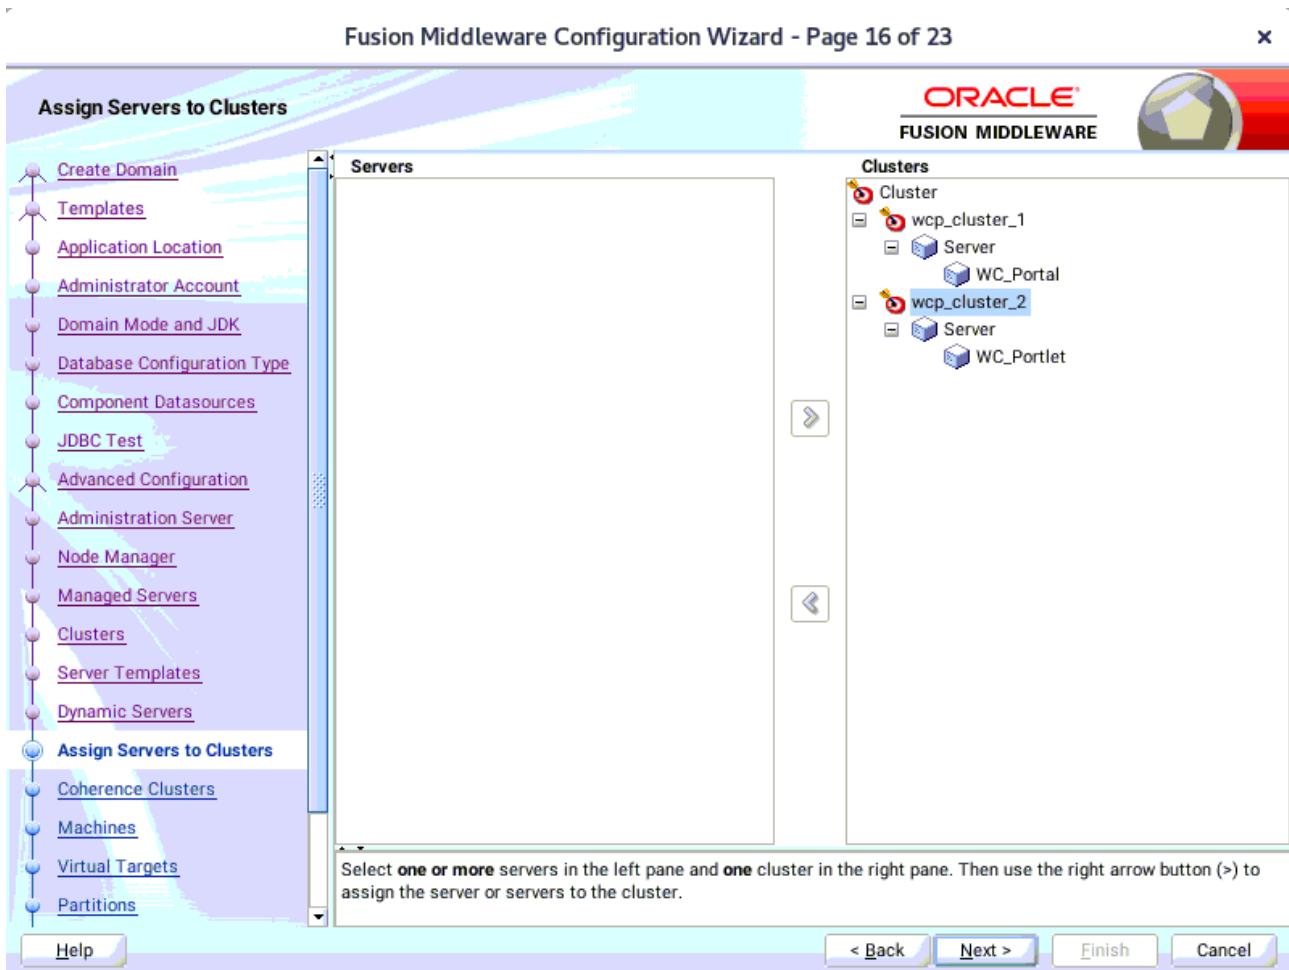 Fusion Middleware Configuration Wizard - Page 16 of 23
Assign Servers to Clusters
ORACLE
FUSION MIDDLEWARE
Create Domain
Templates
Application Location
Administrator Account
Domain Mode and JDK
Database Configuration Type
Component Datasources
JDBC Test
Advanced Configuration
Administration Server
Node Manager
Managed Servers
Clusters
Server Templates
Dynamic Servers
Assign Servers to Clusters
Coherence Clusters
Machines
Virtual Targets
Partitions
Servers
Clusters
Cluster
wcp_cluster_1
Server
WC_Portal
wcp_cluster_2
Server
WC_Portlet
Select one or more servers in the left pane and one cluster in the right pane. Then use the right arrow button (>) to
assign the server or servers to the cluster.
Help
< Back
Next >
Finish
Cancel